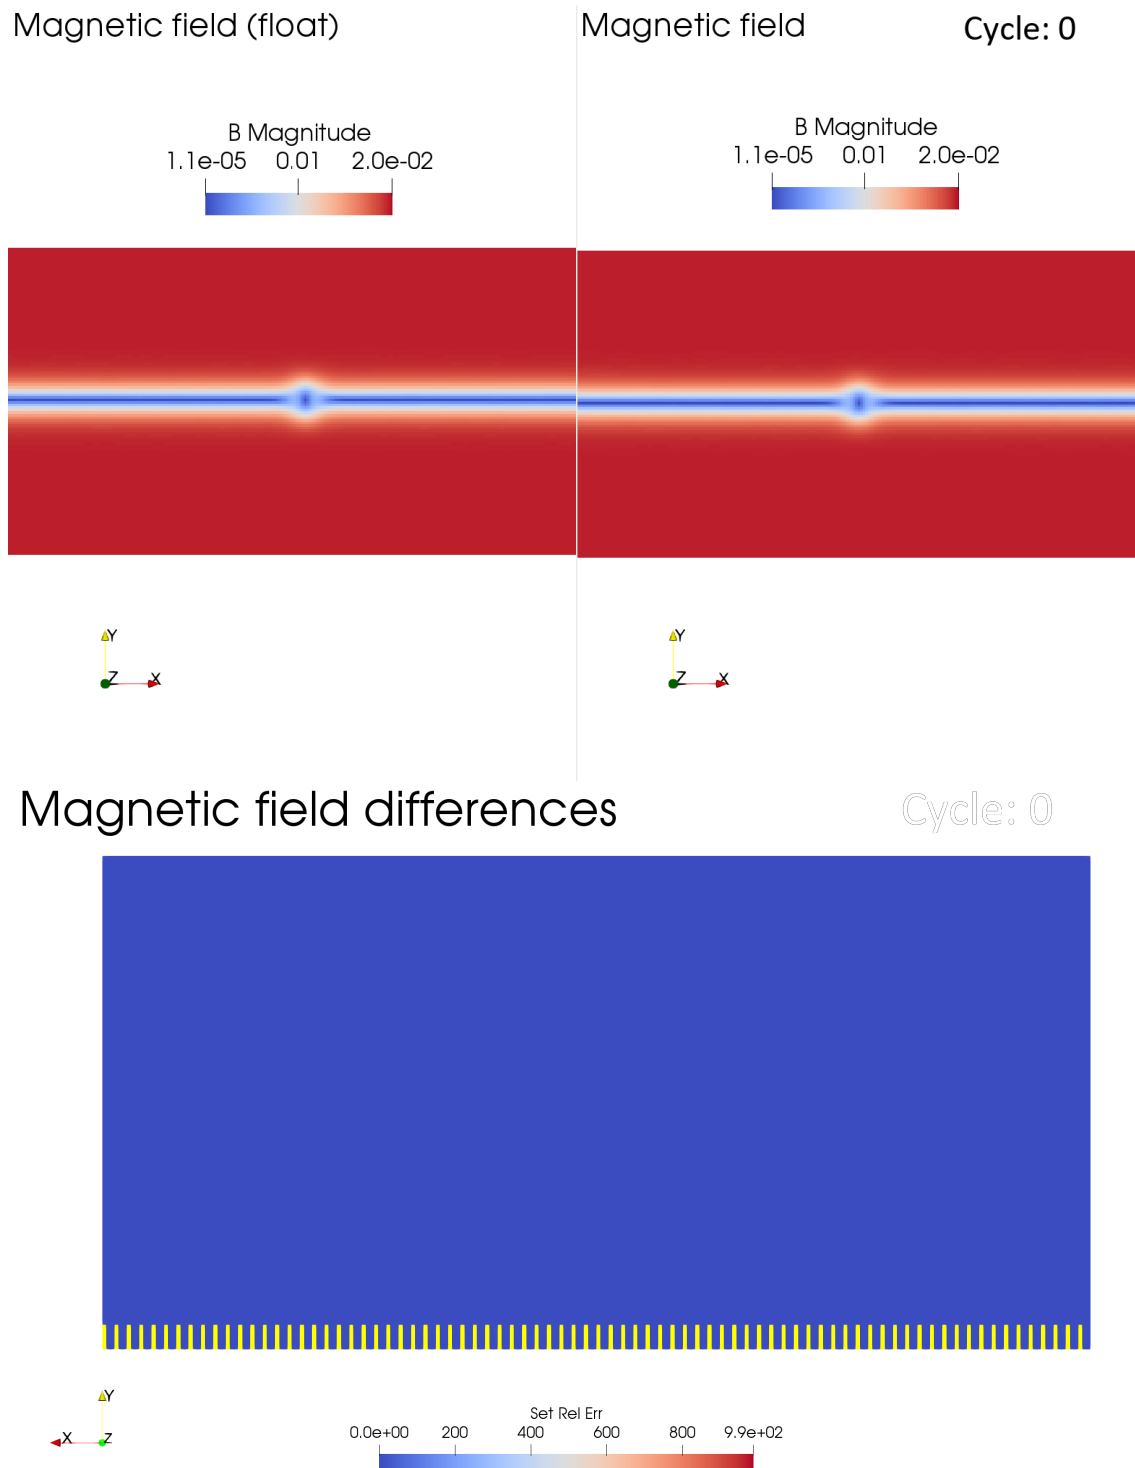 Magnetic field (float)
Magnetic field
Cycle: 0
B Magnitude
1.1e-05 0.01 2.0e-02
B Magnitude
1.1e-05 0.01 2.0e-02
Y
Z X
Y
Z X
Magnetic field differences
Cycle: 0
Y
X Z
Set Rel Err
0.0e+00 200 400 600 800 9.9e+02